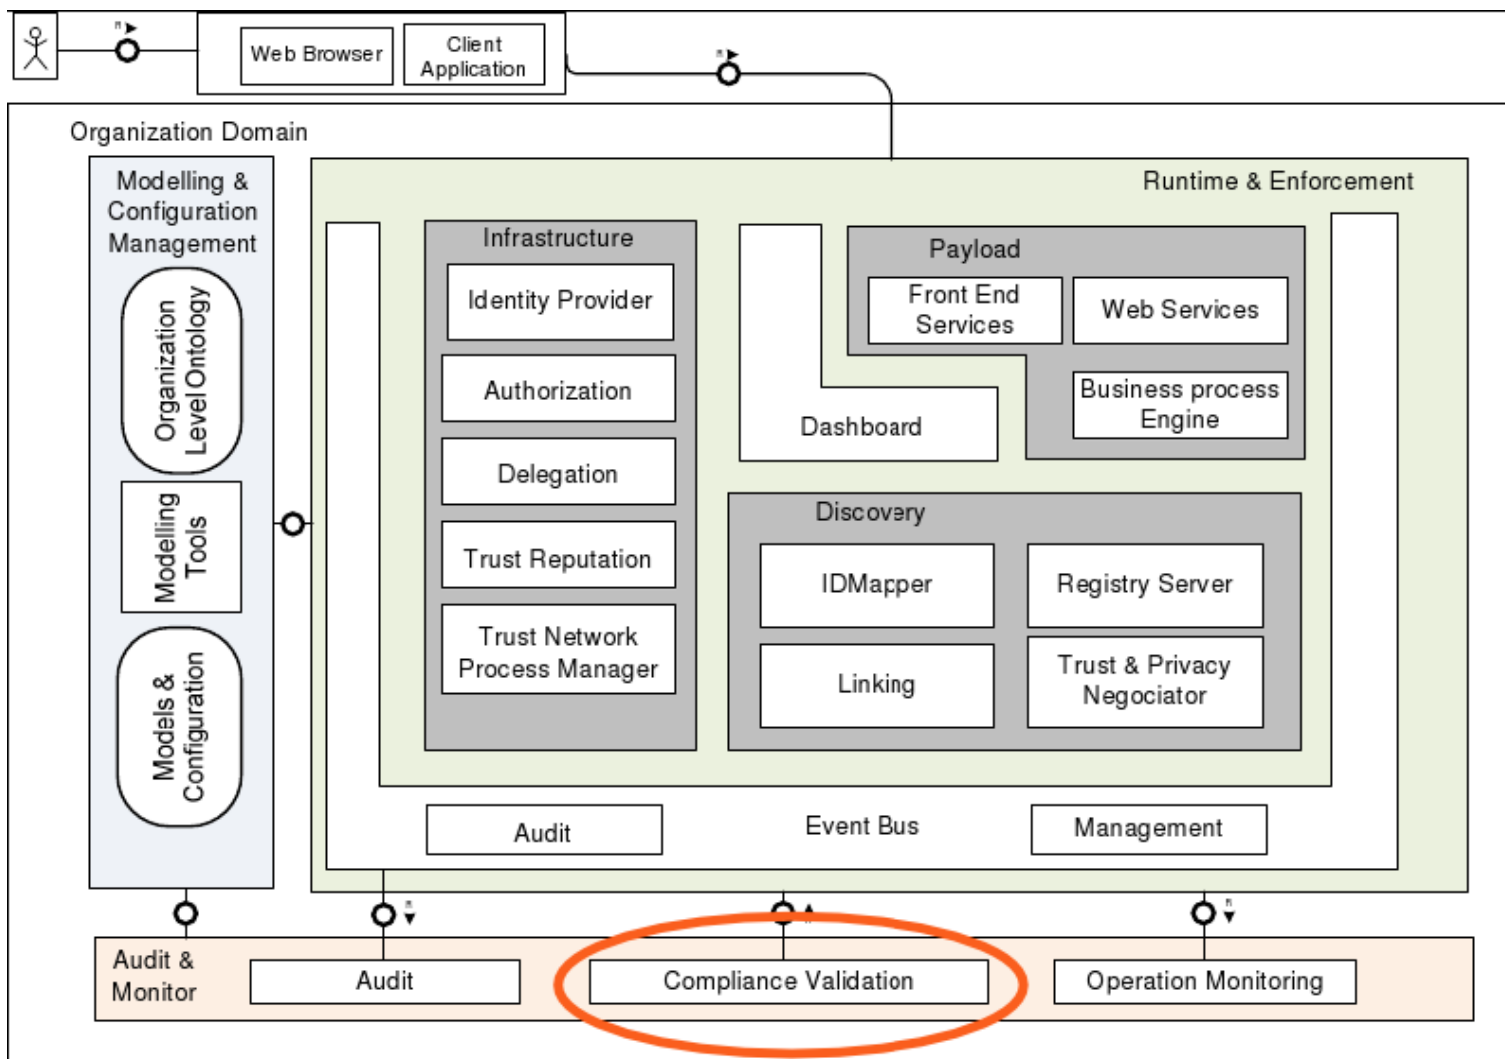 R
Web Browser
Client
Application
R
Organization Domain
Modelling &
Configuration
Management
Organization
Level Ontology
Modelling
Tools
Models &
Configuration
Runtime & Enforcement
Infrastructure
Identity Provider
Authorization
Delegation
Trust Reputation
Trust Network
Process Manager
Dashboard
Payload
Front End
Services
Web Services
Business process
Engine
Discovery
IDMapper
Registry Server
Linking
Trust & Privacy
Negociator
Audit
Event Bus
Management
R
R
Audit &
Monitor
Audit
Compliance Validation
Operation Monitoring